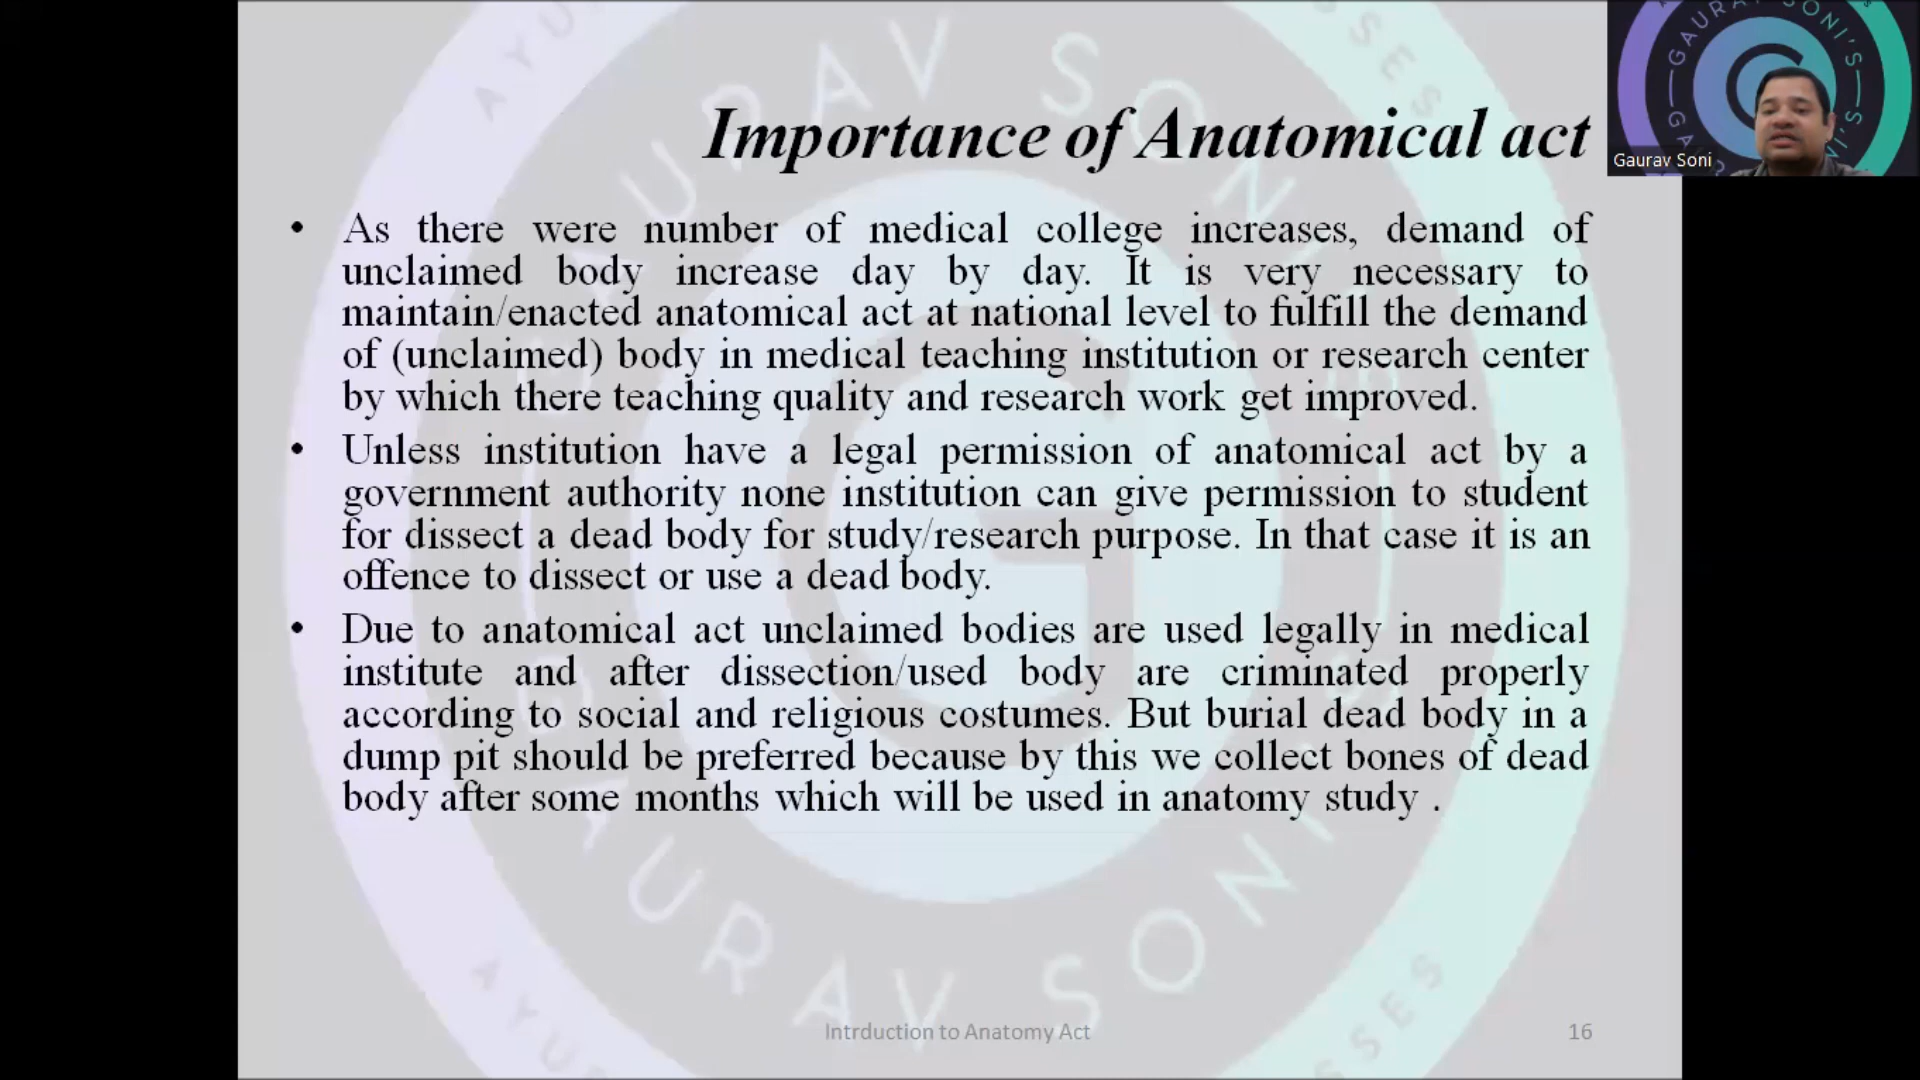 Importance of Anatomical act
Gaurav Soni
• As there were number of medical college increases, demand of
unclaimed body increase day by day. It is very necessary to
maintain/enacted anatomical act at national level to fulfill the demand
of (unclaimed) body in medical teaching institution or research center
by which there teaching quality and research work get improved.
• Unless institution have a legal permission of anatomical act by a
government authority none institution can give permission to student
for dissect a dead body for study/research purpose. In that case it is an
offence to dissect or use a dead body.
• Due to anatomical act unclaimed bodies are used legally in medical
institute and after dissection/used body are criminated properly
according to social and religious costumes. But burial dead body in a
dump pit should be preferred because by this we collect bones of dead
body after some months which will be used in anatomy study .
Intrduction to Anatomy Act
16